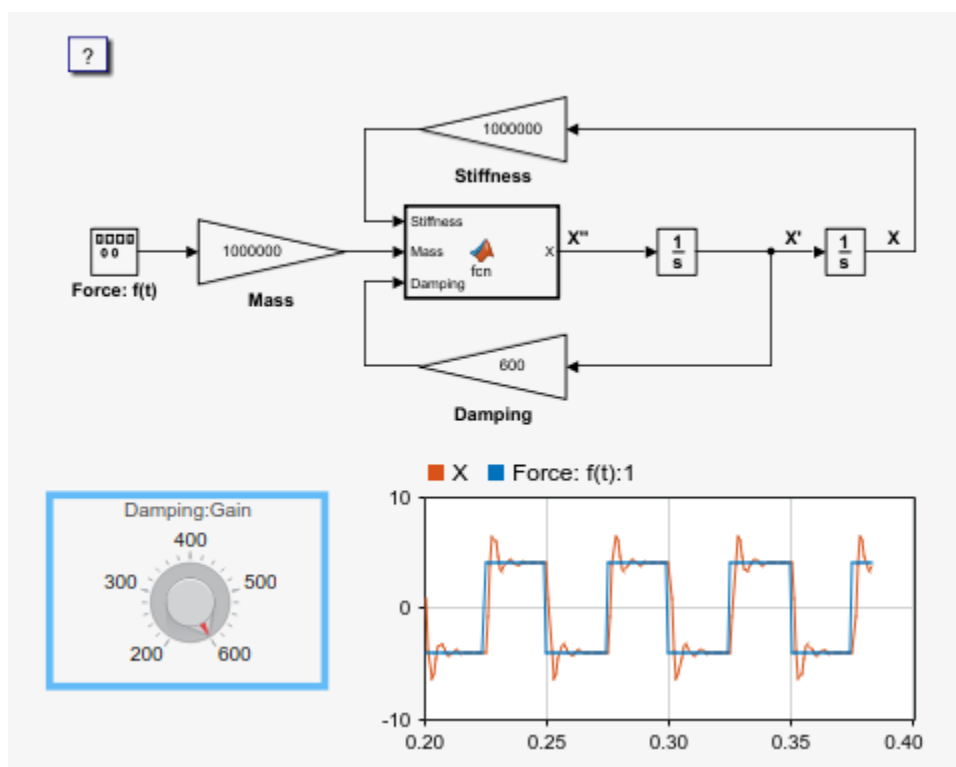 ?
1000000
Stiffness
Force: f(t)
1000000
Mass
Stiffness
Mass
Damping
fcn
X
X''
1
s
X'
1
s
X
600
Damping
Damping:Gain
200
300
400
500
600
X Force: f(t):1
10
0
-10
0.20 0.25 0.30 0.35 0.40